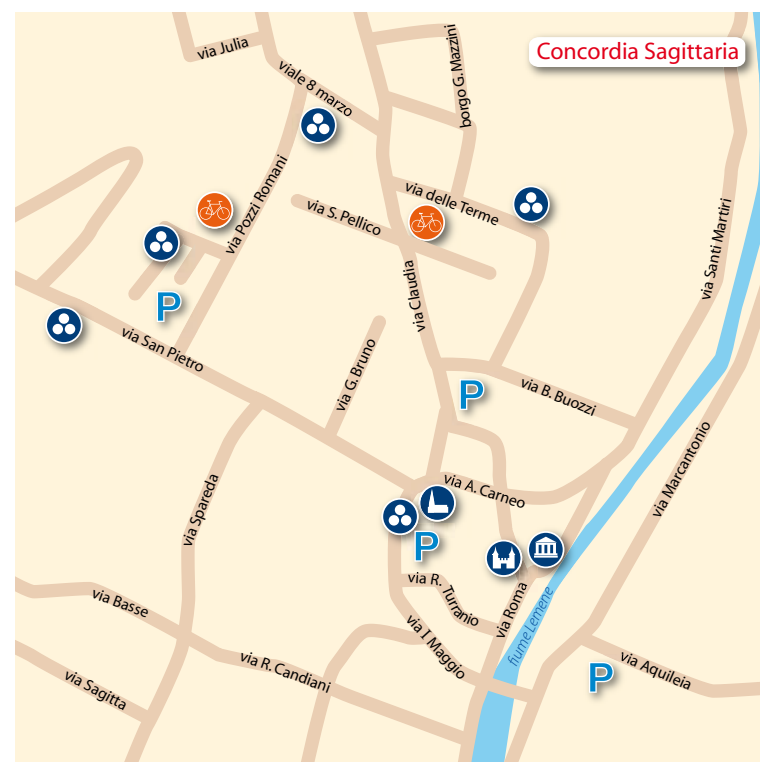 Concordia Sagittaria
via Julia
viale 8 marzo
borgo G. Mazzini
via Pozzi Romani
via S. Pellico
via delle Terme
via Santi Martiri
via Claudia
P
via San Pietro
via G. Bruno
P
via B. Buozzi
via Marcantonio
via Spareda
via A. Carneo
P
via R. Turranio
via Roma
fiume Lemene
via Basse
via I Maggio
via R. Candiani
via Aquileia
P
via Sagitta